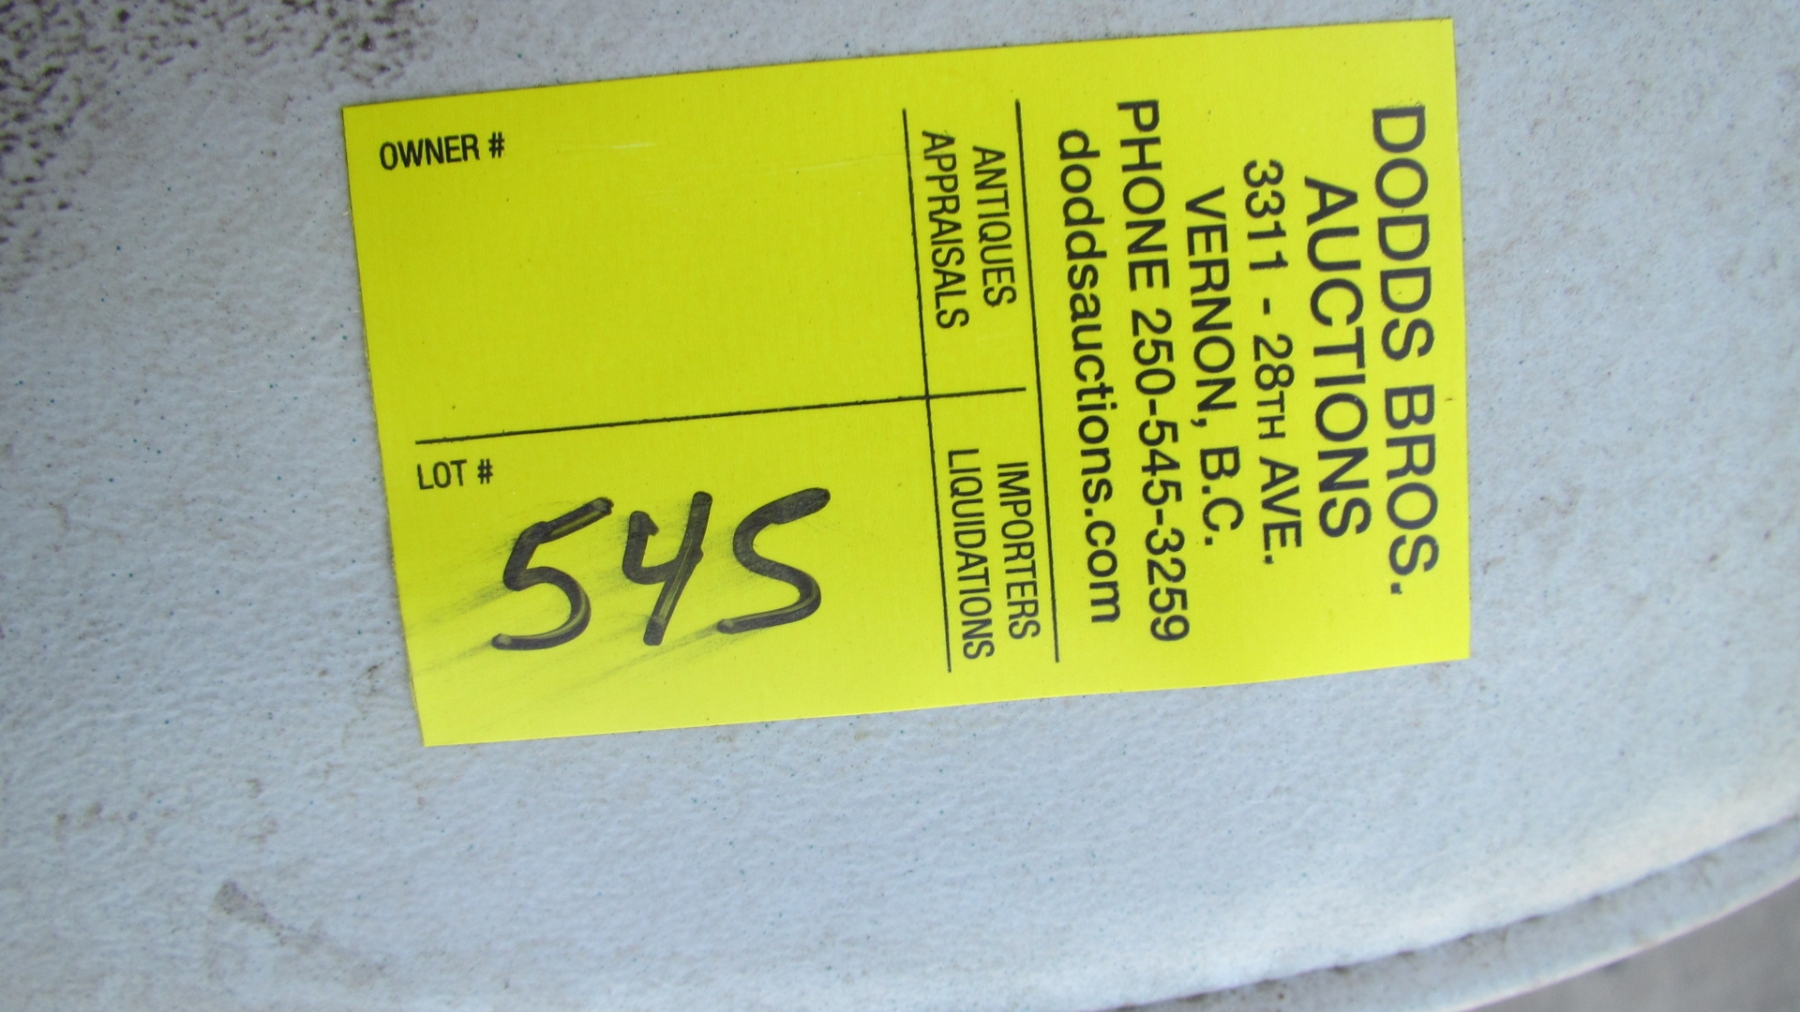 DODDS BROS.
AUCTIONS
3311 - 28TH AVE.
VERNON, B.C.
PHONE 250-545-3259
doddsauctions.com
ANTIQUES
APPRAISALS
IMPORTERS
LIQUIDATIONS
OWNER #
LOT #
545